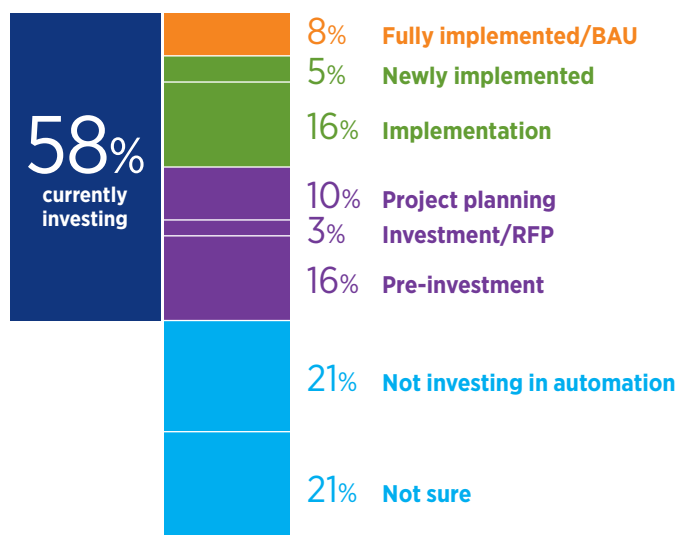 58%
currently
investing
8% Fully implemented/BAU
5% Newly implemented
16% Implementation
10% Project planning
3% Investment/RFP
16% Pre-investment
21% Not investing in automation
21% Not sure